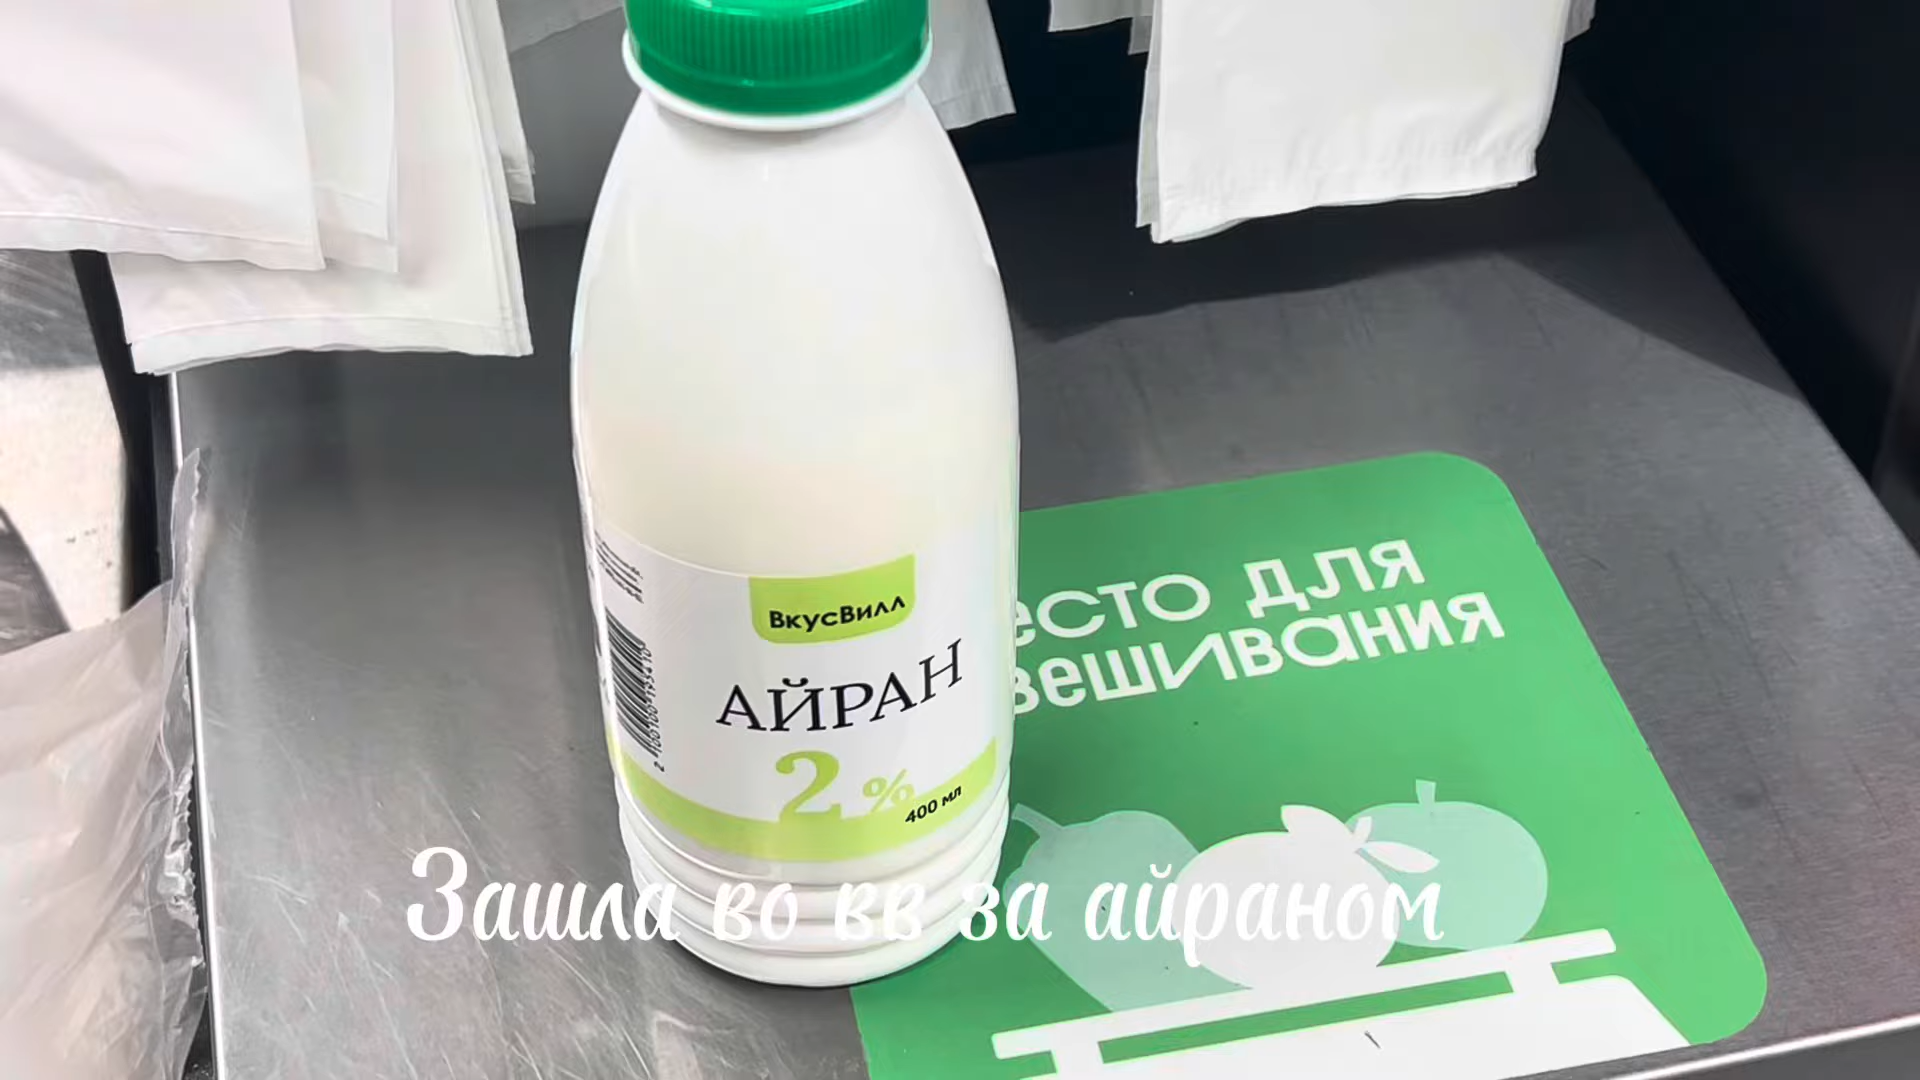 ВкусВилл
АЙРАН
2%
400 мл
есто для
вешивания
Зашла во вв за айраном